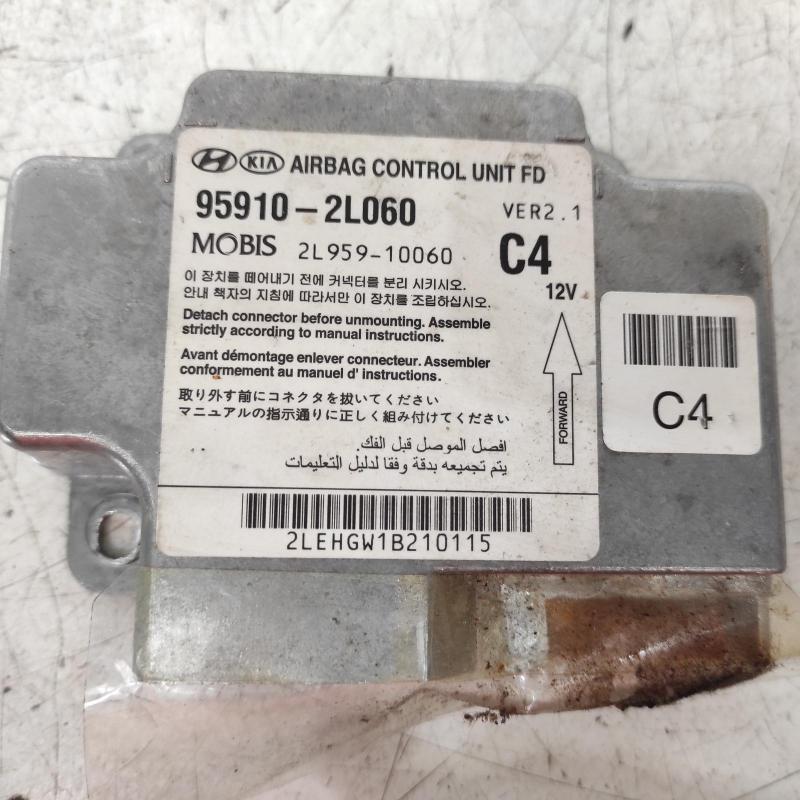 KIA AIRBAG CONTROL UNIT FD
95910-2L060 VER2.1
MOBIS 2L959-10060 C4
이 장치를 떼어내기 전에 커넥터를 분리 시키시오.
안내 책자의 지침에 따라서만 이 장치를 조립하십시오.
12V
Detach connector before unmounting. Assemble
strictly according to manual instructions.
Avant démontage enlever connecteur. Assembler
conformement au manuel d' instructions.
取り外す前にコネクタを抜いてください
マニュアルの指示通りに正しく組み付けてください
افصل الموصل قبل الفك.
يتم تجميعه بدقة وفقا لدليل التعليمات
FORWARD
2LEHGW1B210115
C4